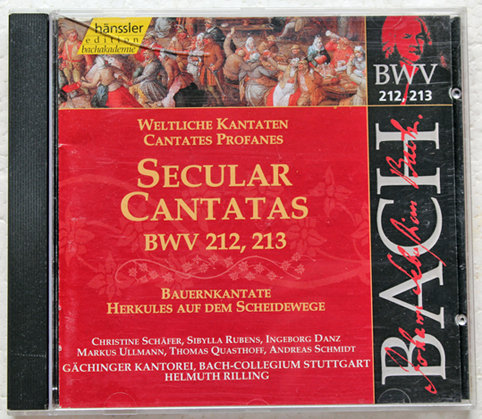 hänssler
edition
bachakademie
BWV
212, 213
WELTLICHE KANTATEN
CANTATES PROFANES
SECULAR
CANTATAS
BWV 212, 213
BAUERNKANTATE
HERKULES AUF DEM SCHEIDEWEGE
CHRISTINE SCHÄFER, SIBYLLA RUBENS, INGEBORG DANZ
MARKUS ULLMANN, THOMAS QUASTHOFF, ANDREAS SCHMIDT
GÄCHINGER KANTOREI, BACH-COLLEGIUM STUTTGART
HELMUTH RILLING
BACH